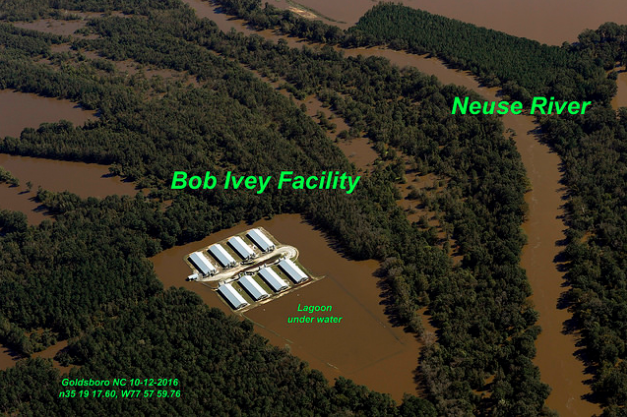 Neuse River
Bob Ivey Facility
Lagoon
under water
Goldsboro NC 10-12-2016
n35 19 17.60, W77 57 59.76